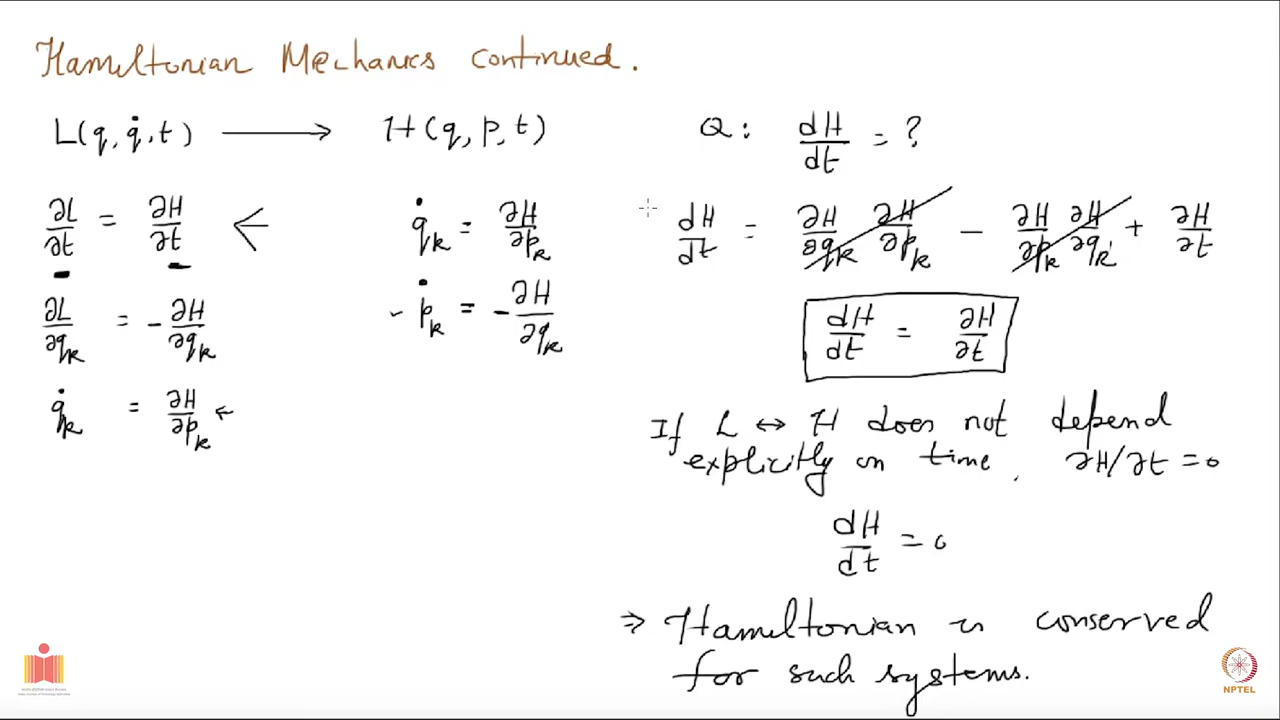 Hamiltonian Mechanics continued.
L(q, q̇, t) ⟶ H(q, p, t)
∂L/∂t = ∂H/∂t
∂L/∂qₖ = -∂H/∂qₖ
q̇ₖ = ∂H/∂pₖ ←
q̇ₖ = ∂H/∂pₖ
- ṗₖ = -∂H/∂qₖ
Q: dH/dt = ?
dH/dt = ∂H/∂qₖ ∂H/∂pₖ − ∂H/∂pₖ ∂H/∂qₖ + ∂H/∂t
dH/dt = ∂H/∂t
If L ↔ H does not depend
explicitly on time. ∂H/∂t = 0
dH/dt = 0
⇒ Hamiltonian is conserved
for such systems.
NPTEL